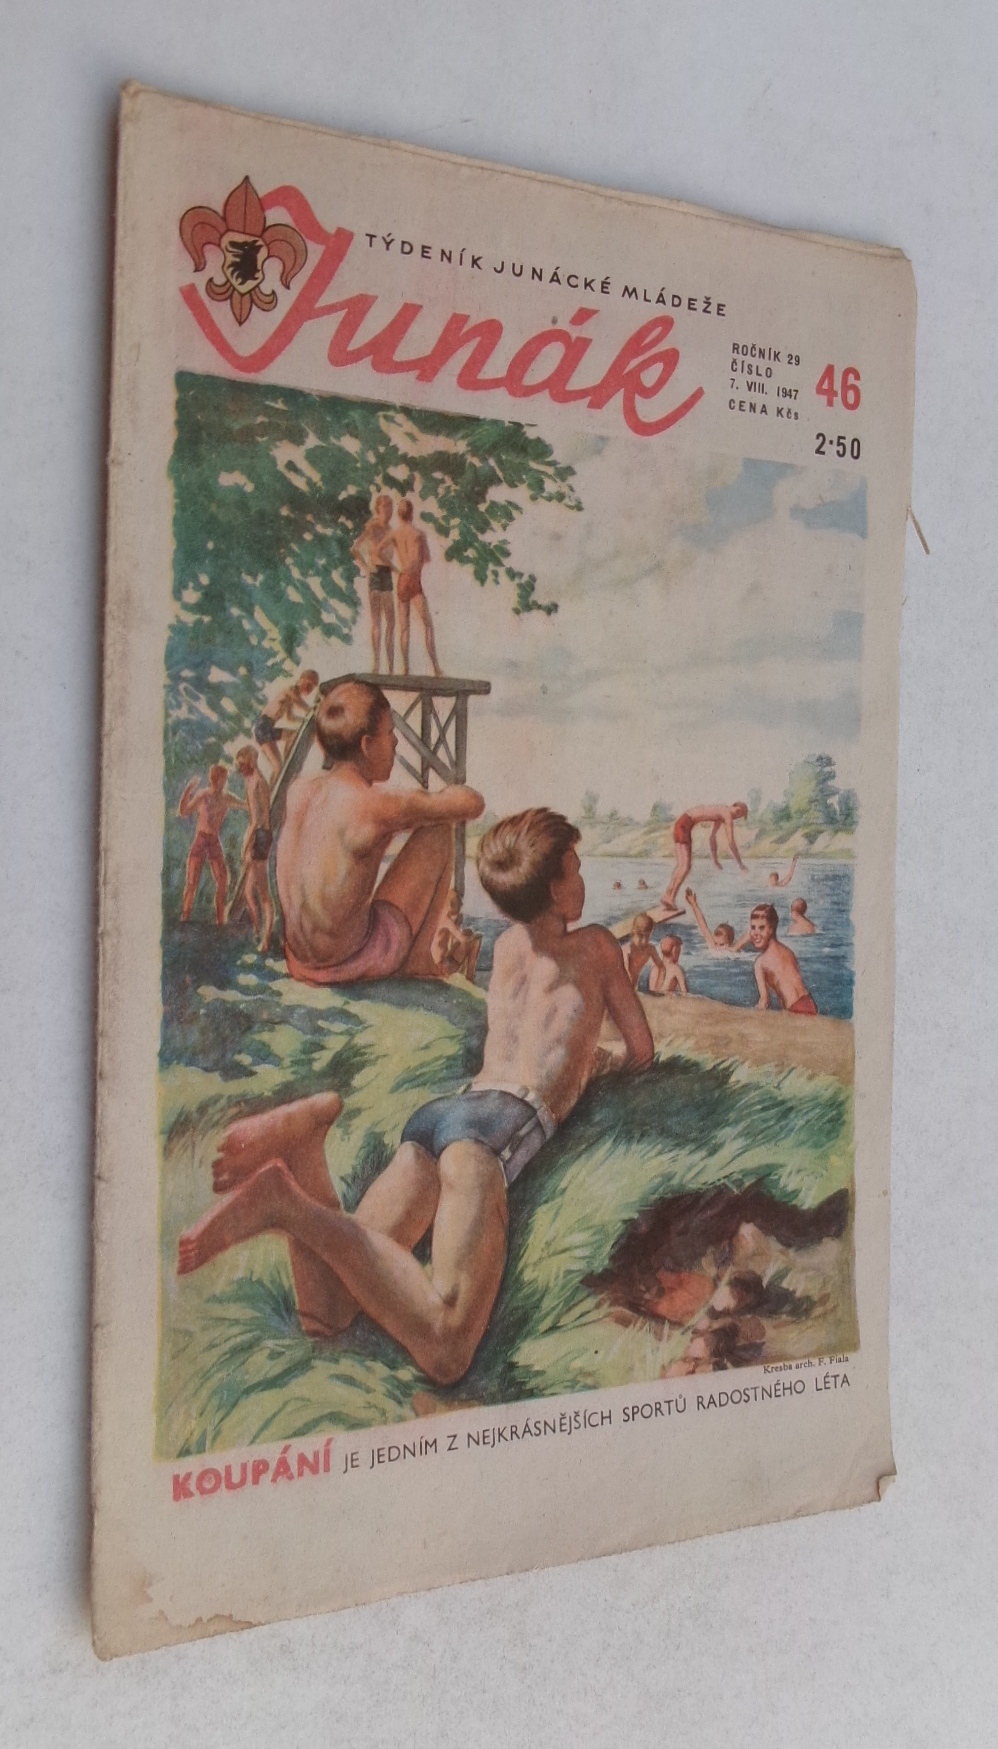 TÝDENÍK JUNÁCKÉ MLÁDEŽE
Junák
ROČNÍK 29
ČÍSLO
7. VIII. 1947
CENA Kčs
46
2·50
Kresba arch. F. Fiala
KOUPÁNÍ JE JEDNÍM Z NEJKRÁSNĚJŠÍCH SPORTŮ RADOSTNÉHO LÉTA